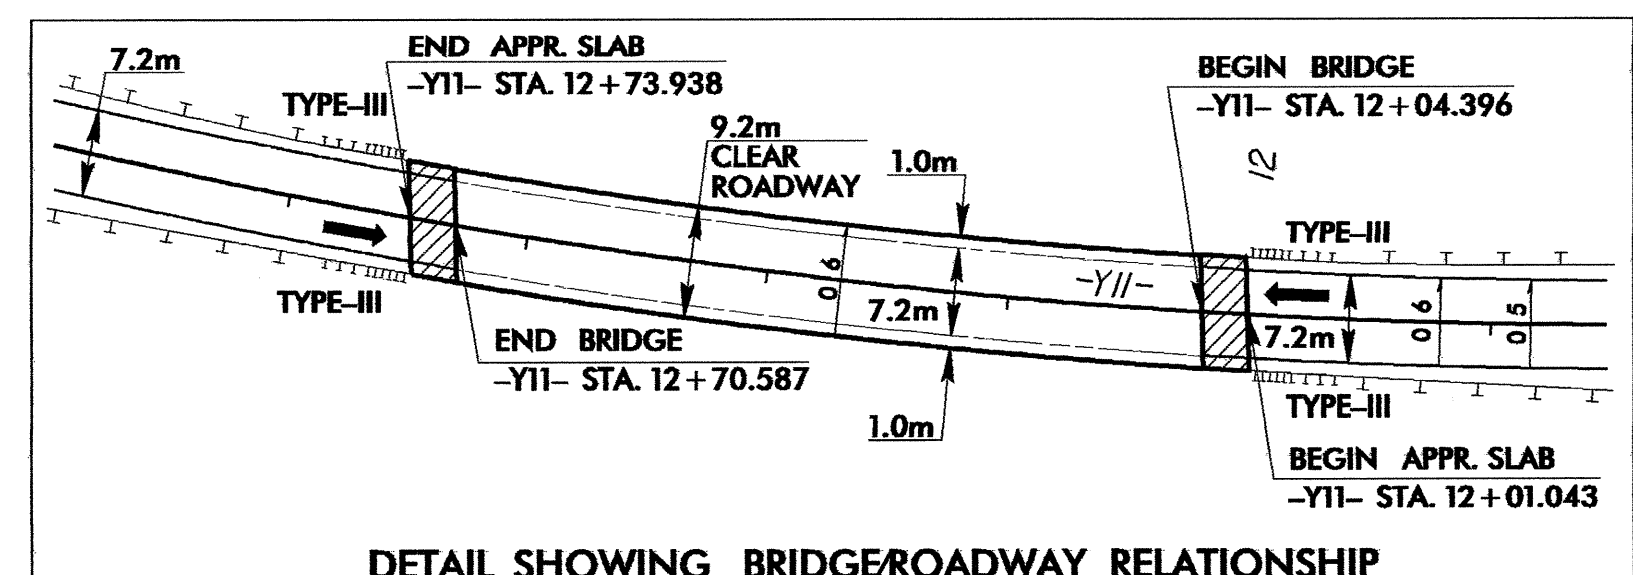 7.2m
END APPR. SLAB
-Y11- STA. 12+73.938
TYPE-III
9.2m
CLEAR
ROADWAY
1.0m
BEGIN BRIDGE
-Y11- STA. 12+04.396
12
TYPE-III
TYPE-III
0 6
7.2m
-Y11-
7.2m
0 6
0 5
END BRIDGE
-Y11- STA. 12+70.587
1.0m
TYPE-III
BEGIN APPR. SLAB
-Y11- STA. 12+01.043
DETAIL SHOWING BRIDGE/ROADWAY RELATIONSHIP